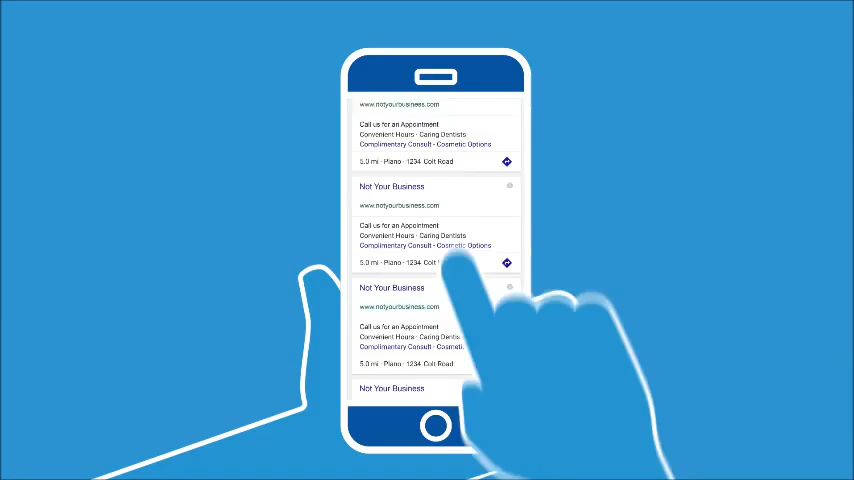 www.notyourbusiness.com
Call us for an Appointment
Convenient Hours · Caring Dentists
Complimentary Consult · Cosmetic Options
5.0 mi · Plano · 1234 Colt Road
Not Your Business
www.notyourbusiness.com
Call us for an Appointment
Convenient Hours · Caring Dentists
Complimentary Consult · Cosmetic Options
5.0 mi · Plano · 1234 Colt
Not Your Business
www.notyourbusiness.com
Call us for an Appointment
Convenient Hours · Caring
Complimentary Consult ·
5.0 mi · Plano · 1234 Colt Road
Not Your Business